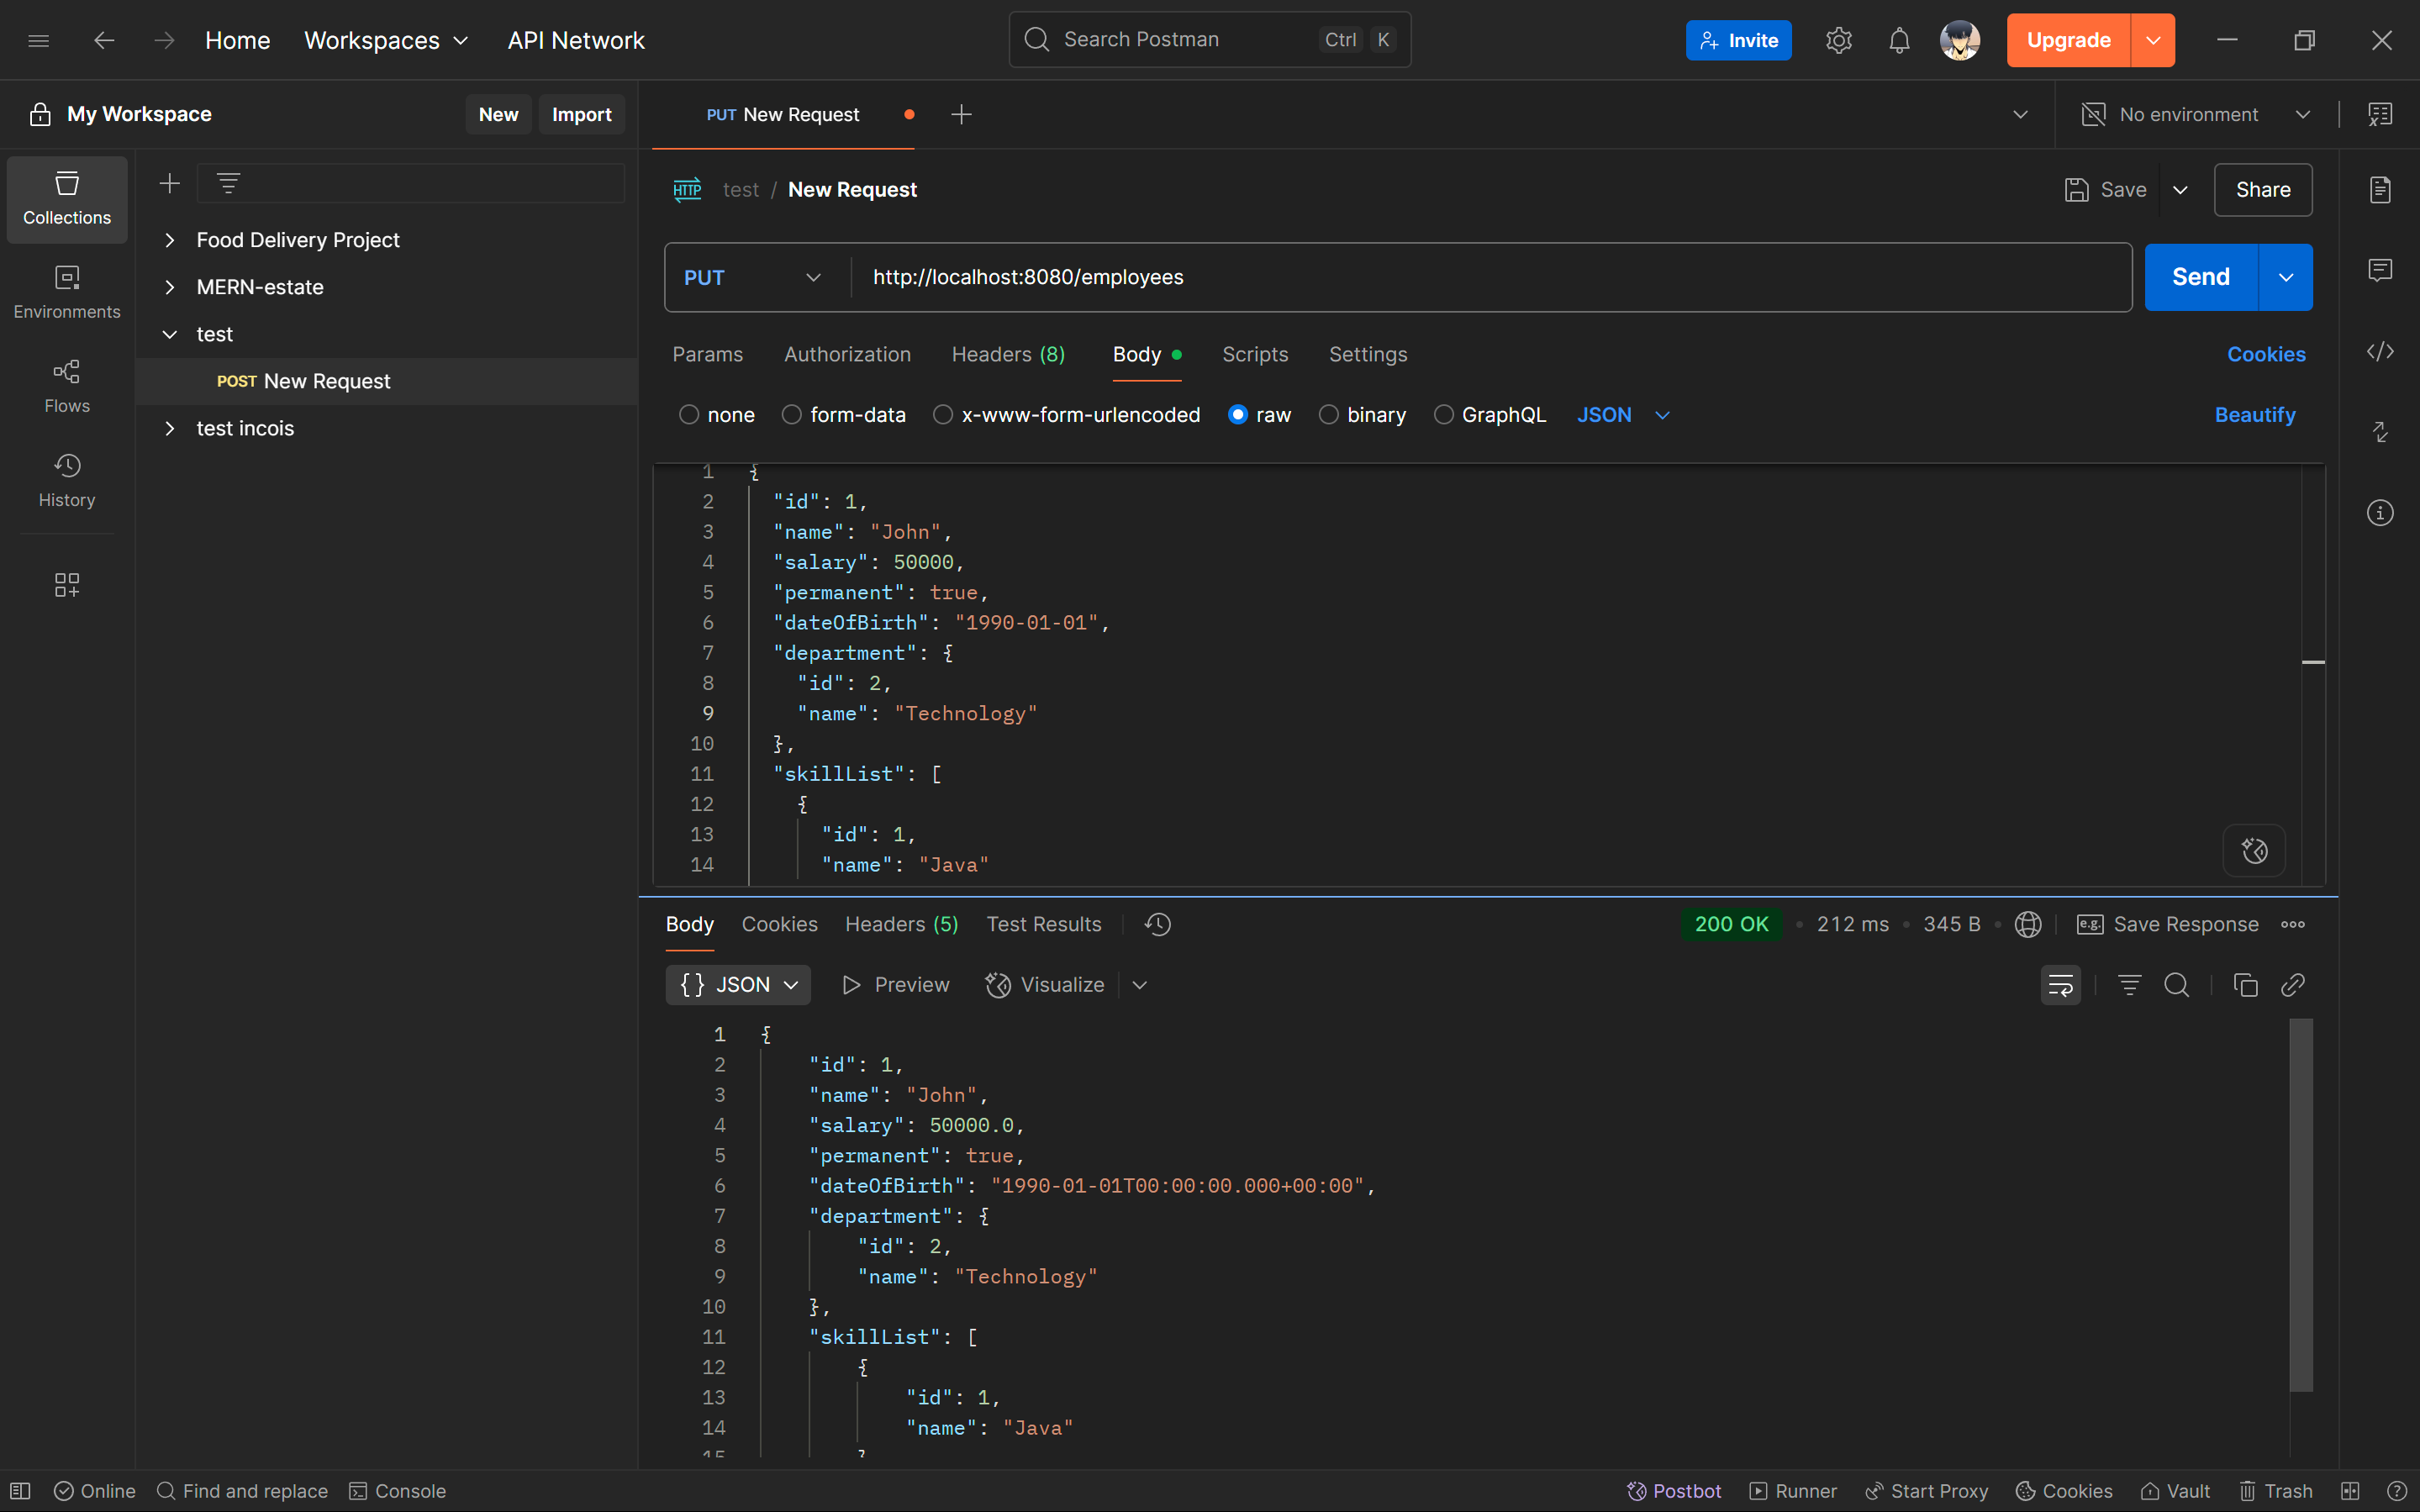 Home Workspaces API Network Search Postman Ctrl K Invite Upgrade
My Workspace New Import PUT New Request No environment
Collections
Environments
Flows
History
Food Delivery Project
MERN-estate
test
POST New Request
test incois
HTTP test / New Request Save Share
PUT http://localhost:8080/employees Send
Params Authorization Headers (8) Body Scripts Settings Cookies
none form-data x-www-form-urlencoded raw binary GraphQL JSON Beautify
1 {
2 "id": 1,
3 "name": "John",
4 "salary": 50000,
5 "permanent": true,
6 "dateOfBirth": "1990-01-01",
7 "department": {
8 "id": 2,
9 "name": "Technology"
10 },
11 "skillList": [
12 {
13 "id": 1,
14 "name": "Java"
Body Cookies Headers (5) Test Results 200 OK • 212 ms • 345 B • e.g. Save Response
{} JSON Preview Visualize
1 {
2 "id": 1,
3 "name": "John",
4 "salary": 50000.0,
5 "permanent": true,
6 "dateOfBirth": "1990-01-01T00:00:00.000+00:00",
7 "department": {
8 "id": 2,
9 "name": "Technology"
10 },
11 "skillList": [
12 {
13 "id": 1,
14 "name": "Java"
15 }
Online Find and replace Console Postbot Runner Start Proxy Cookies Vault Trash